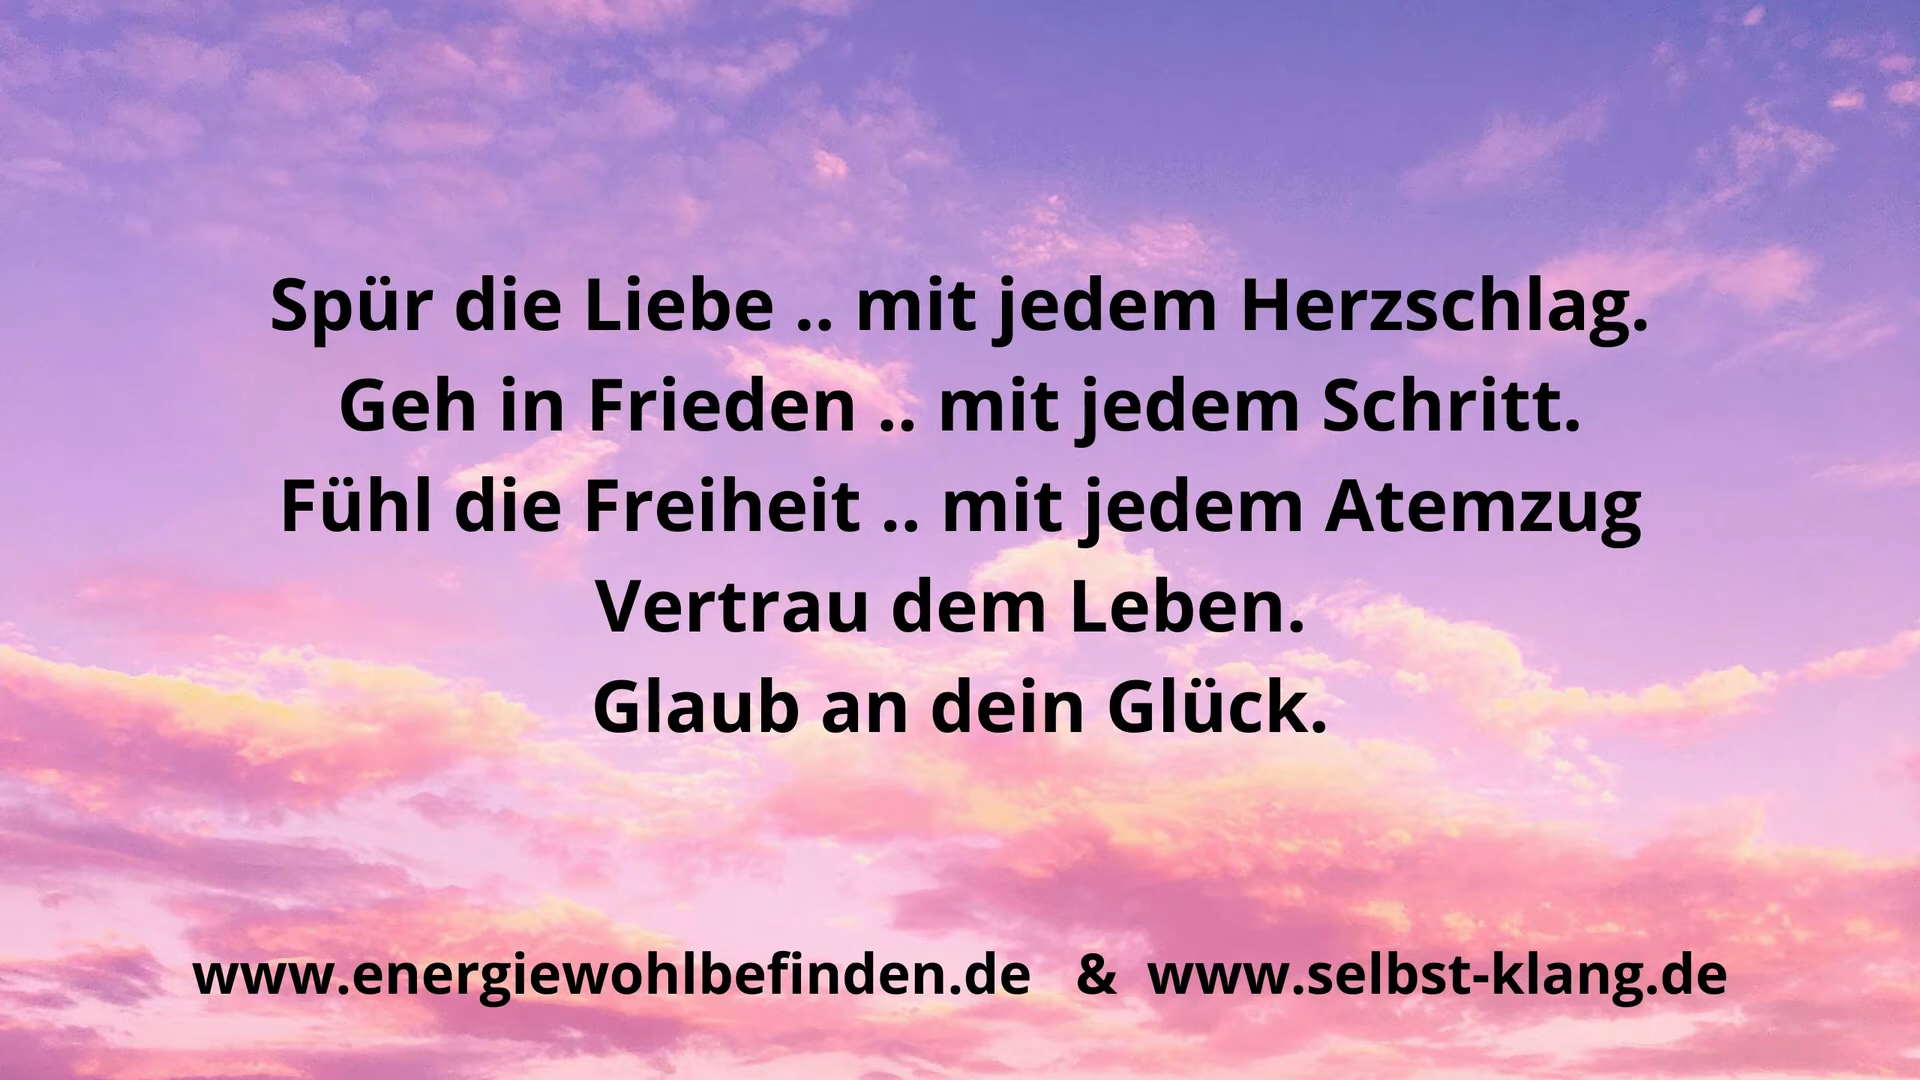 Spür die Liebe .. mit jedem Herzschlag.
Geh in Frieden .. mit jedem Schritt.
Fühl die Freiheit .. mit jedem Atemzug
Vertrau dem Leben.
Glaub an dein Glück.
www.energiewohlbefinden.de & www.selbst-klang.de